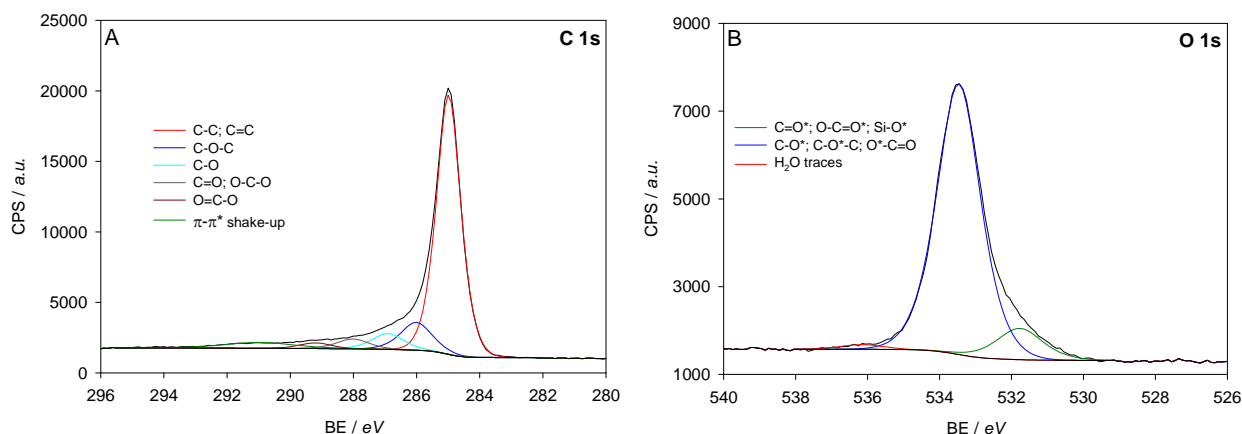 A
C 1s
25000
20000
15000
10000
5000
0
CPS / a.u.
C-C; C=C
C-O-C
C-O
C=O; O-C-O
O=C-O
π-π* shake-up
296 294 292 290 288 286 284 282 280
BE / eV
B
O 1s
9000
7000
5000
3000
1000
CPS / a.u.
C=O*; O-C=O*; Si-O*
C-O*; C-O*-C; O*-C=O
H₂O traces
540 538 536 534 532 530 528 526
BE / eV